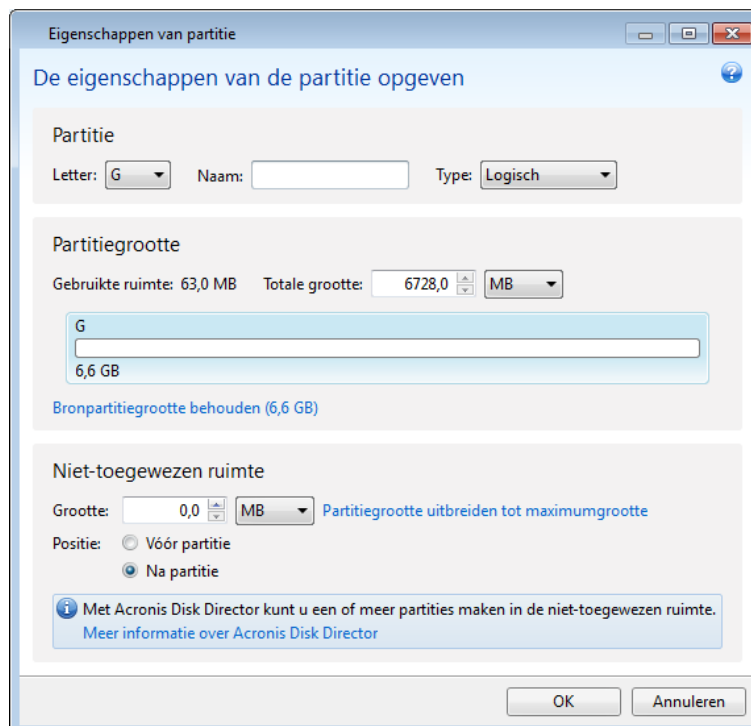 Eigenschappen van partitie
De eigenschappen van de partitie opgeven
Partitie
Letter: G Naam: Type: Logisch
Partitiegrootte
Gebruikte ruimte: 63,0 MB Totale grootte: 6728,0 MB
G
6,6 GB
Bronpartitiegrootte behouden (6,6 GB)
Niet-toegewezen ruimte
Grootte: 0,0 MB Partitiegrootte uitbreiden tot maximumgrootte
Positie: Vóór partitie
Na partitie
Met Acronis Disk Director kunt u een of meer partities maken in de niet-toegewezen ruimte.
Meer informatie over Acronis Disk Director
OK Annuleren